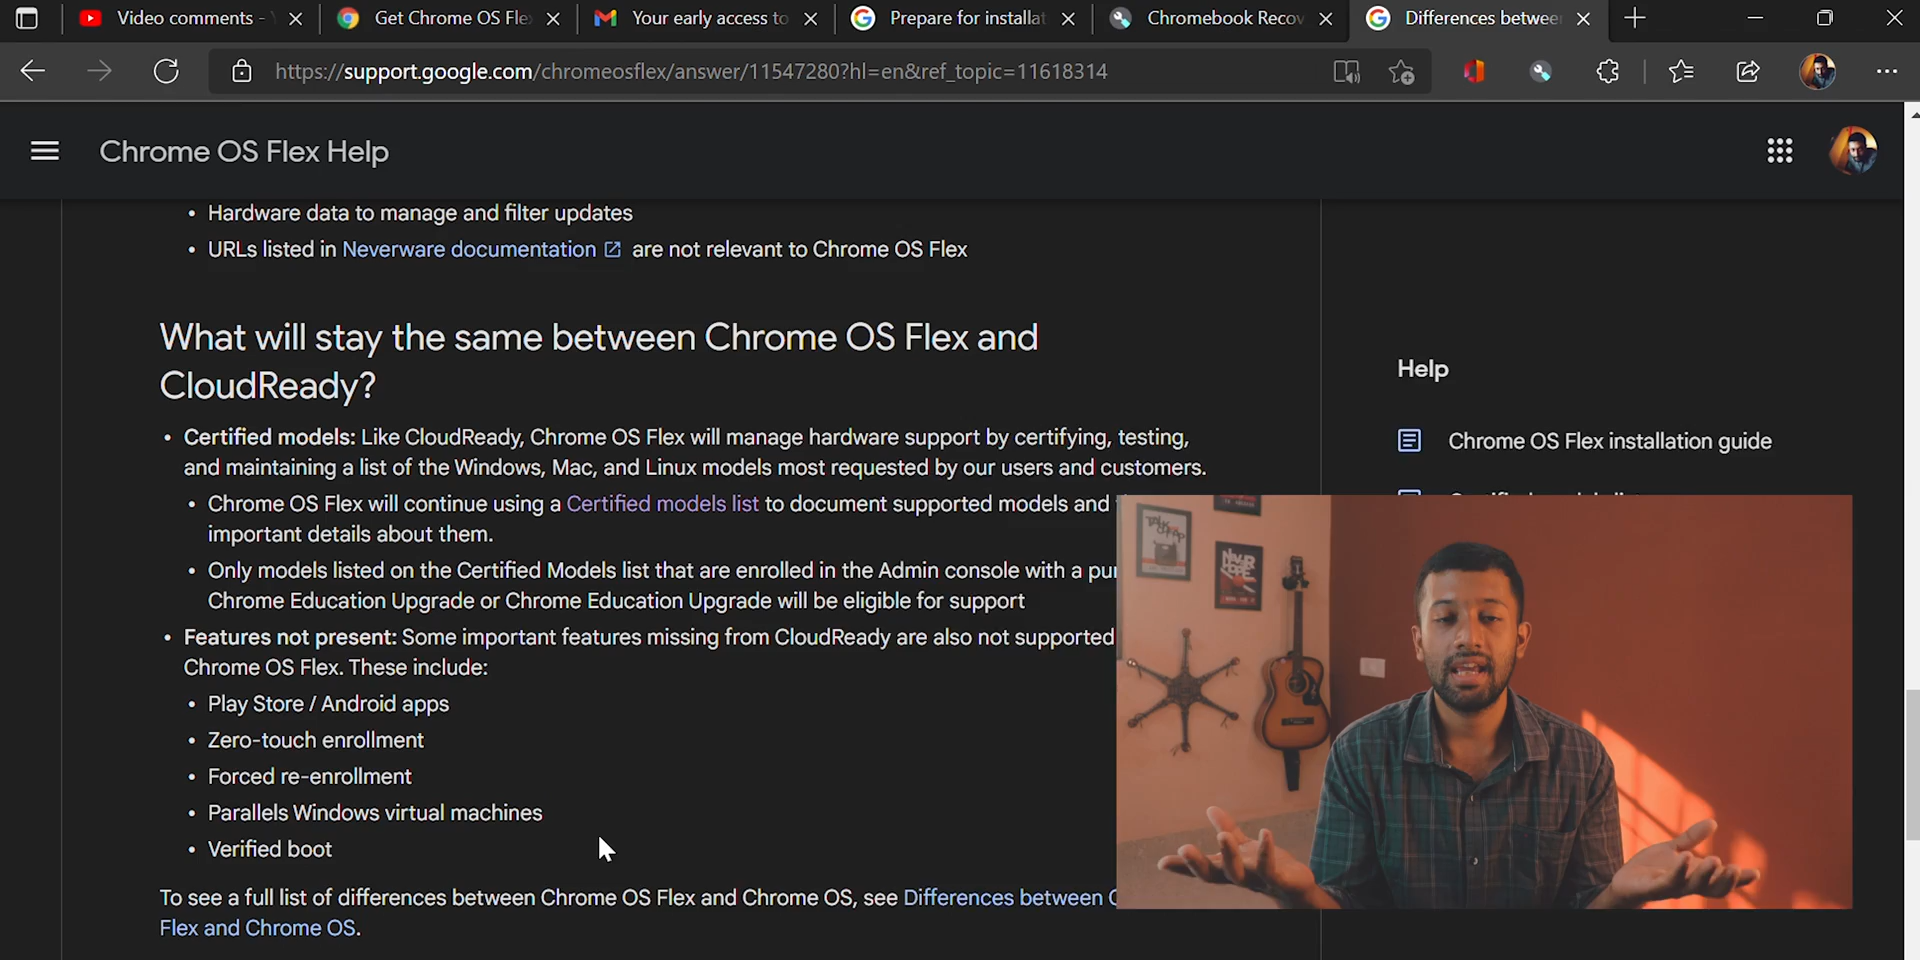 Video comments -
Get Chrome OS Fle
Your early access to
Prepare for installat
Chromebook Recov
Differences betwee
https://support.google.com/chromeosflex/answer/11547280?hl=en&ref_topic=11618314
Chrome OS Flex Help
• Hardware data to manage and filter updates
• URLs listed in Neverware documentation are not relevant to Chrome OS Flex
What will stay the same between Chrome OS Flex and
CloudReady?
• Certified models: Like CloudReady, Chrome OS Flex will manage hardware support by certifying, testing,
and maintaining a list of the Windows, Mac, and Linux models most requested by our users and customers.
• Chrome OS Flex will continue using a Certified models list to document supported models and
important details about them.
• Only models listed on the Certified Models list that are enrolled in the Admin console with a pu
Chrome Education Upgrade or Chrome Education Upgrade will be eligible for support
• Features not present: Some important features missing from CloudReady are also not supported
Chrome OS Flex. These include:
• Play Store / Android apps
• Zero-touch enrollment
• Forced re-enrollment
• Parallels Windows virtual machines
• Verified boot
To see a full list of differences between Chrome OS Flex and Chrome OS, see Differences between
Flex and Chrome OS.
Help
Chrome OS Flex installation guide